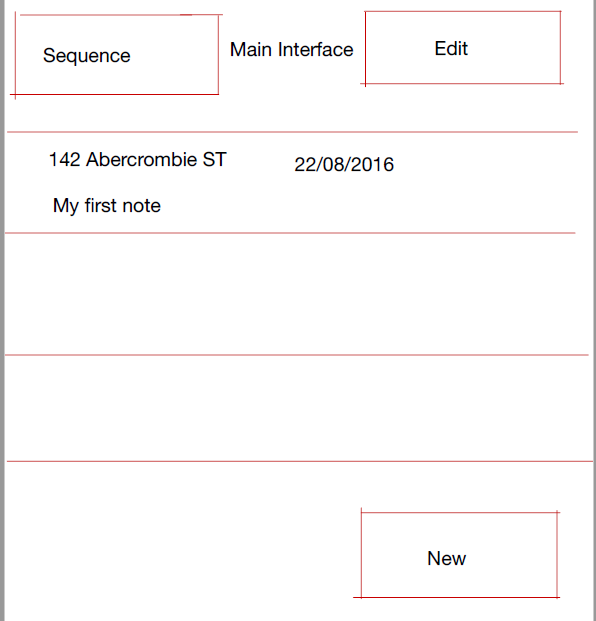 Sequence
Main Interface
Edit
142 Abercrombie ST
22/08/2016
My first note
New